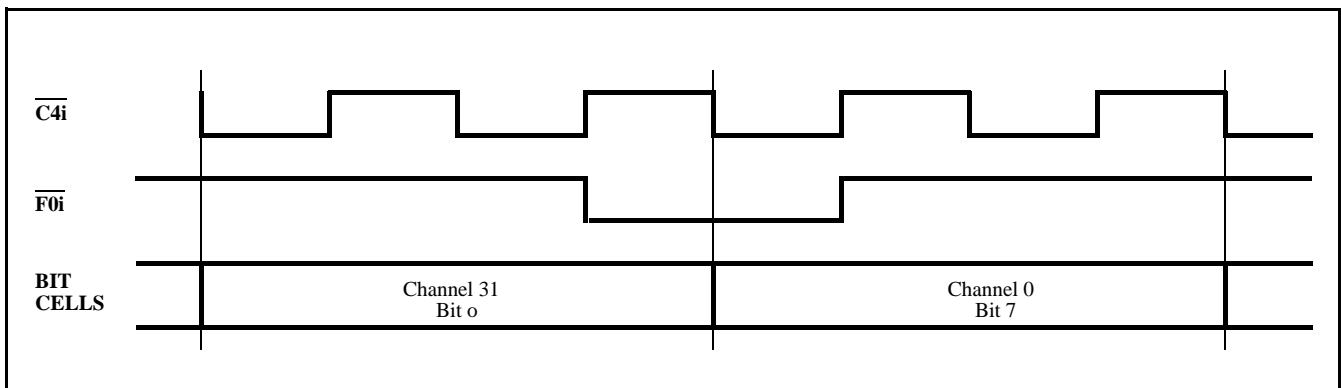 C4i
F0i
BIT
CELLS
Channel 31
Bit o
Channel 0
Bit 7